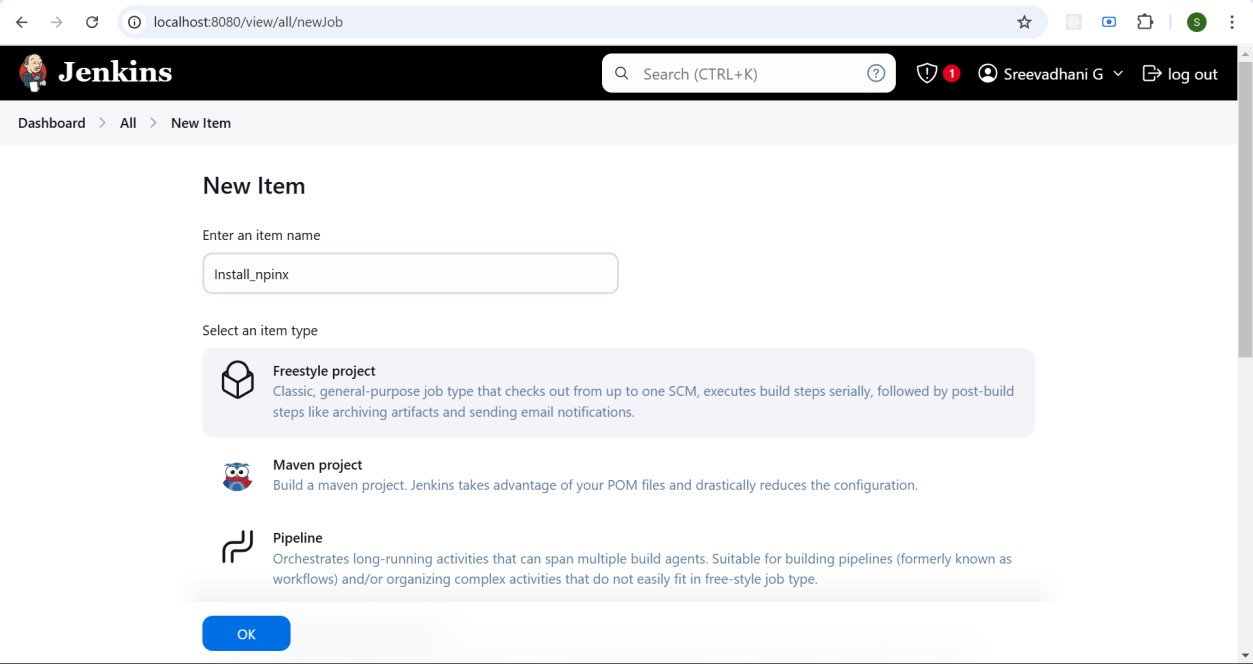 localhost:8080/view/all/newJob
S
Jenkins
Search (CTRL+K)
?
1
Sreevadhani G
log out
Dashboard > All > New Item
New Item
Enter an item name
Install_npinx
Select an item type
Freestyle project
Classic, general-purpose job type that checks out from up to one SCM, executes build steps serially, followed by post-build
steps like archiving artifacts and sending email notifications.
Maven project
Build a maven project. Jenkins takes advantage of your POM files and drastically reduces the configuration.
Pipeline
Orchestrates long-running activities that can span multiple build agents. Suitable for building pipelines (formerly known as
workflows) and/or organizing complex activities that do not easily fit in free-style job type.
OK